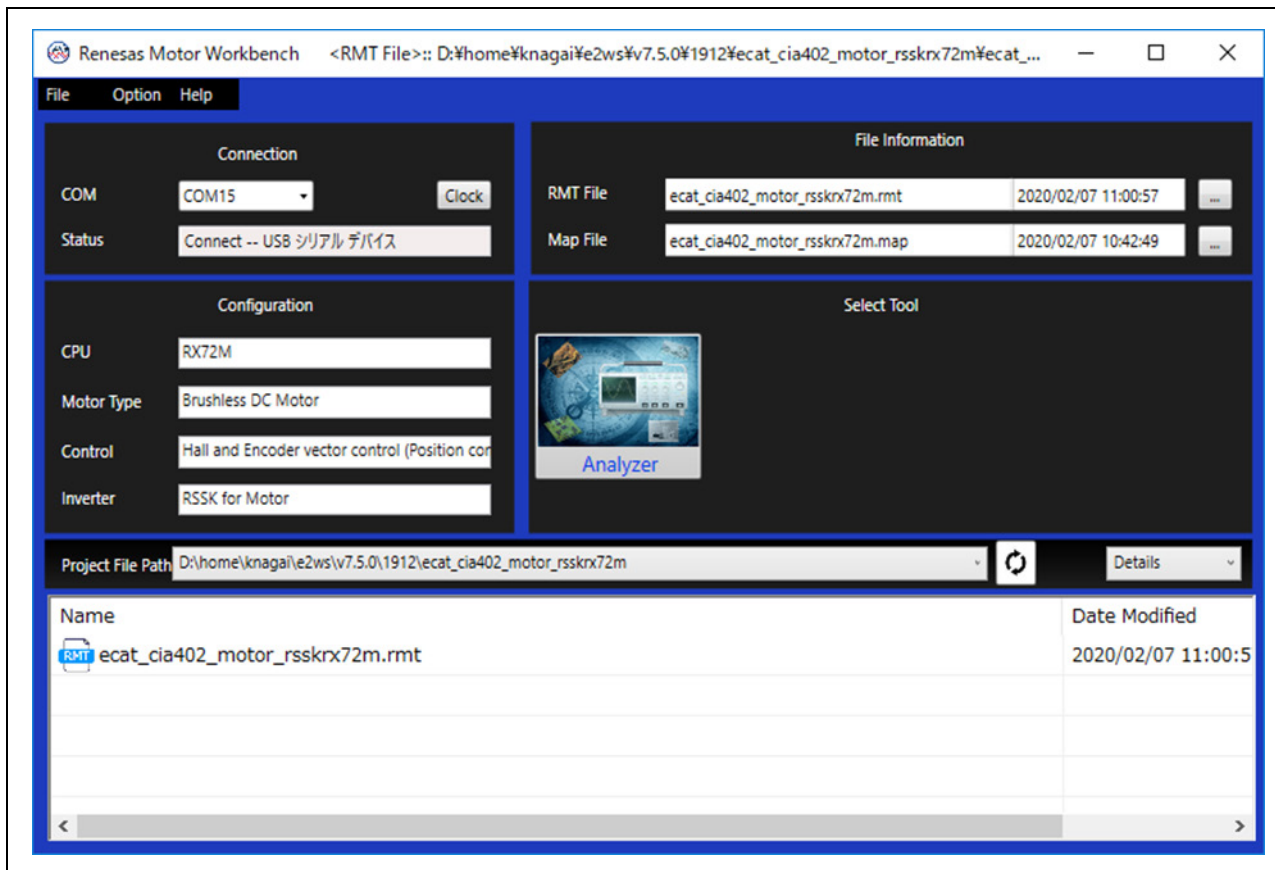 Renesas Motor Workbench <RMT File>:: D:¥home¥knagai¥e2ws¥v7.5.0¥1912¥ecat_cia402_motor_rsskrx72m¥ecat_...
File Option Help
Connection
COM COM15 Clock
Status Connect -- USB シリアル デバイス
File Information
RMT File ecat_cia402_motor_rsskrx72m.rmt 2020/02/07 11:00:57 ...
Map File ecat_cia402_motor_rsskrx72m.map 2020/02/07 10:42:49 ...
Configuration
CPU RX72M
Motor Type Brushless DC Motor
Control Hall and Encoder vector control (Position cor
Inverter RSSK for Motor
Select Tool
Analyzer
Project File Path D:\home\knagai\e2ws\v7.5.0\1912\ecat_cia402_motor_rsskrx72m Details
Name Date Modified
RMT ecat_cia402_motor_rsskrx72m.rmt 2020/02/07 11:00:5